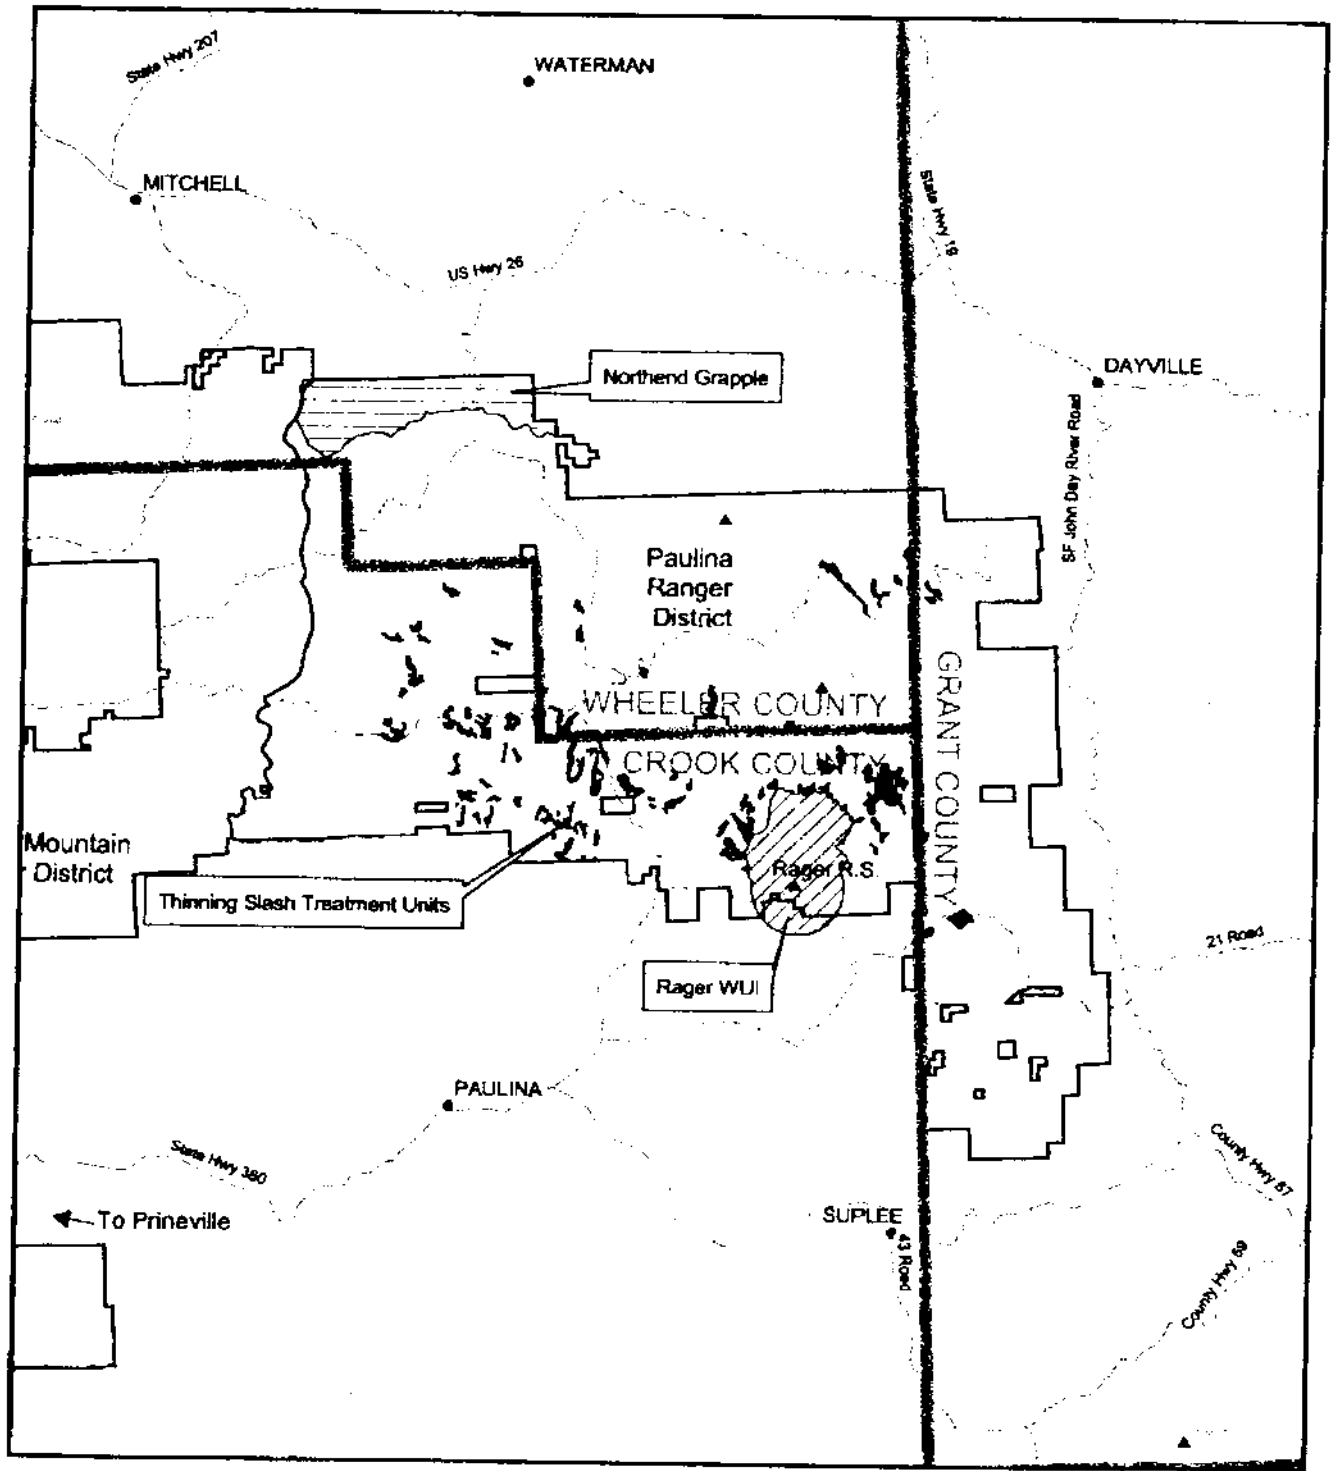 State Hwy 207
WATERMAN
MITCHELL
State Hwy 19
US Hwy 26
Northend Grapple
DAYVILLE
SF John Day River Road
Paulina
Ranger
District
WHEELER COUNTY
CROOK COUNTY
GRANT COUNTY
Mountain
District
Thinning Slash Treatment Units
Rager R.S.
Rager WUI
21 Road
PAULINA
State Hwy 380
To Prineville
SUPLEE
43 Road
County Hwy 67
County Hwy 69